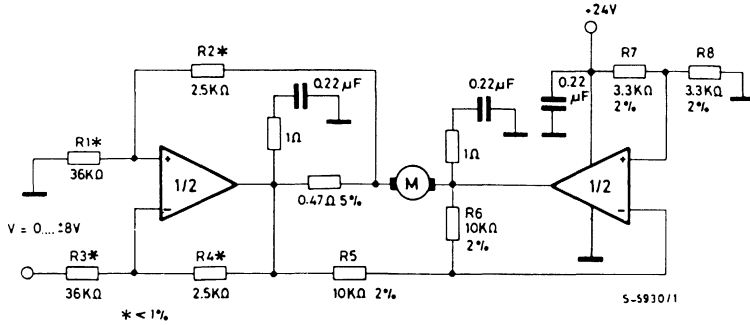 +24V
R2*
2.5KΩ
0.22µF
0.22µF
0.22
µF
R7
3.3KΩ
2%
R8
3.3KΩ
2%
R1*
36KΩ
1Ω
1Ω
+
1/2
-
M
+
1/2
-
0.47Ω 5%
V = 0....±8V
R6
10KΩ
2%
R3*
36KΩ
R4*
2.5KΩ
R5
10KΩ 2%
S-5930/1
*<1%